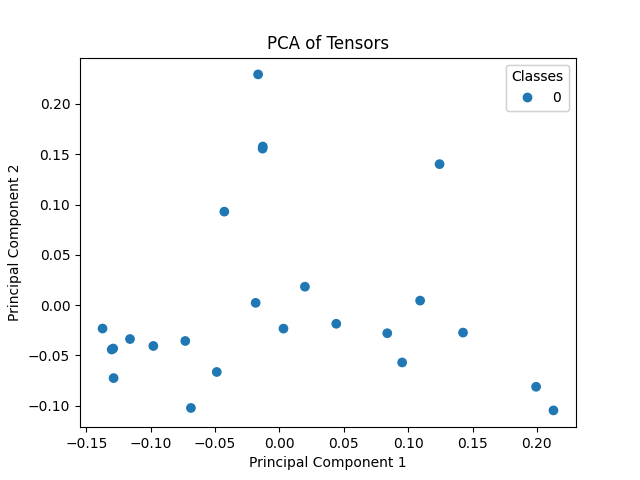 PCA of Tensors
Classes
0
Principal Component 2
0.20
0.15
0.10
0.05
0.00
−0.05
−0.10
−0.15 −0.10 −0.05 0.00 0.05 0.10 0.15 0.20
Principal Component 1